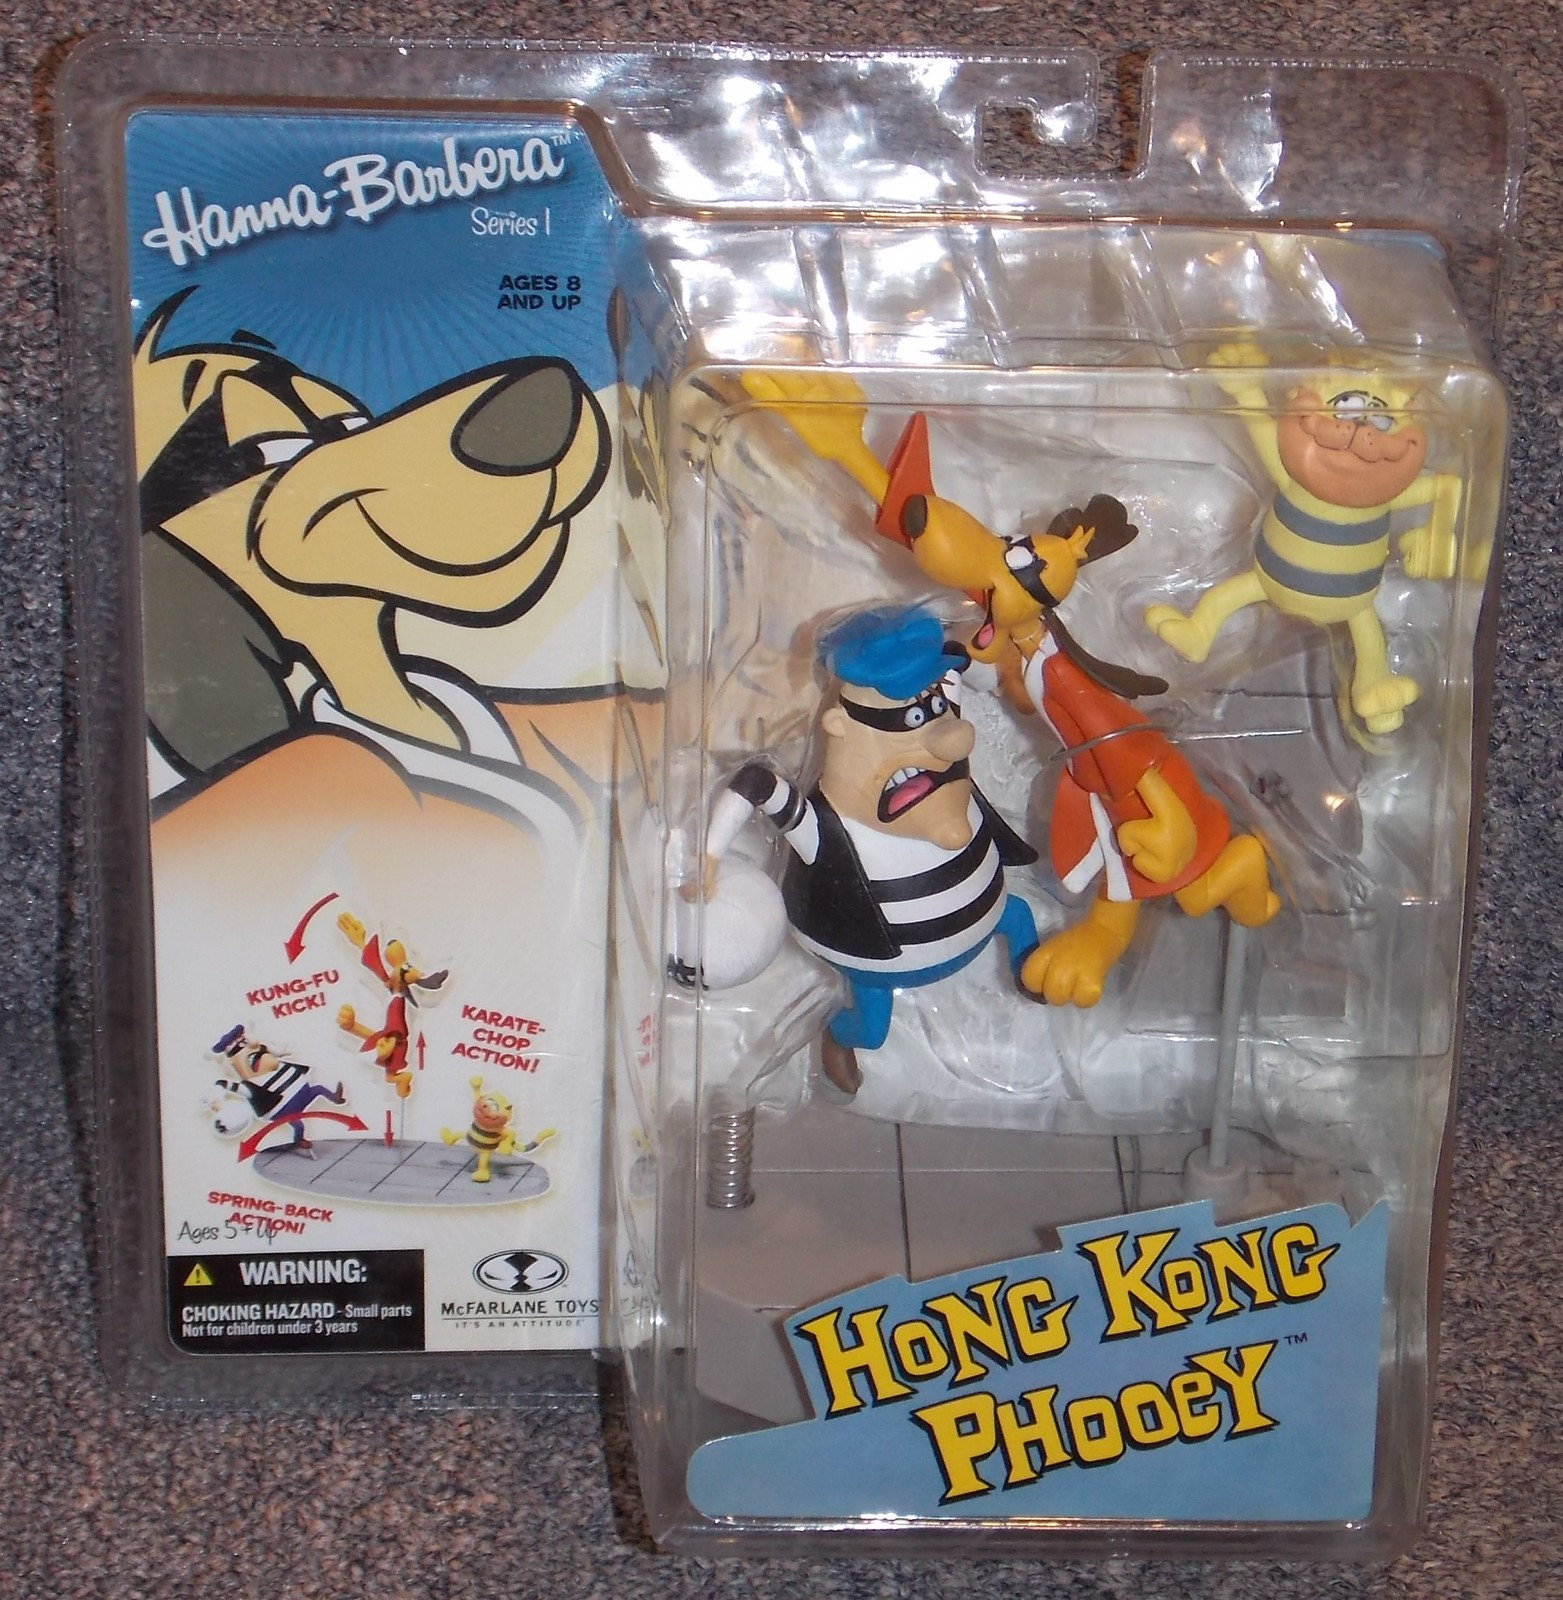 Hanna-Barbera™
Series 1
AGES 8
AND UP
KUNG-FU
KICK!
KARATE-
CHOP
ACTION!
SPRING-BACK
ACTION!
Ages 5 + Up
WARNING:
CHOKING HAZARD - Small parts
Not for children under 3 years
McFARLANE TOYS
IT'S AN ATTITUDE
HONG KONG
PHOOEY™